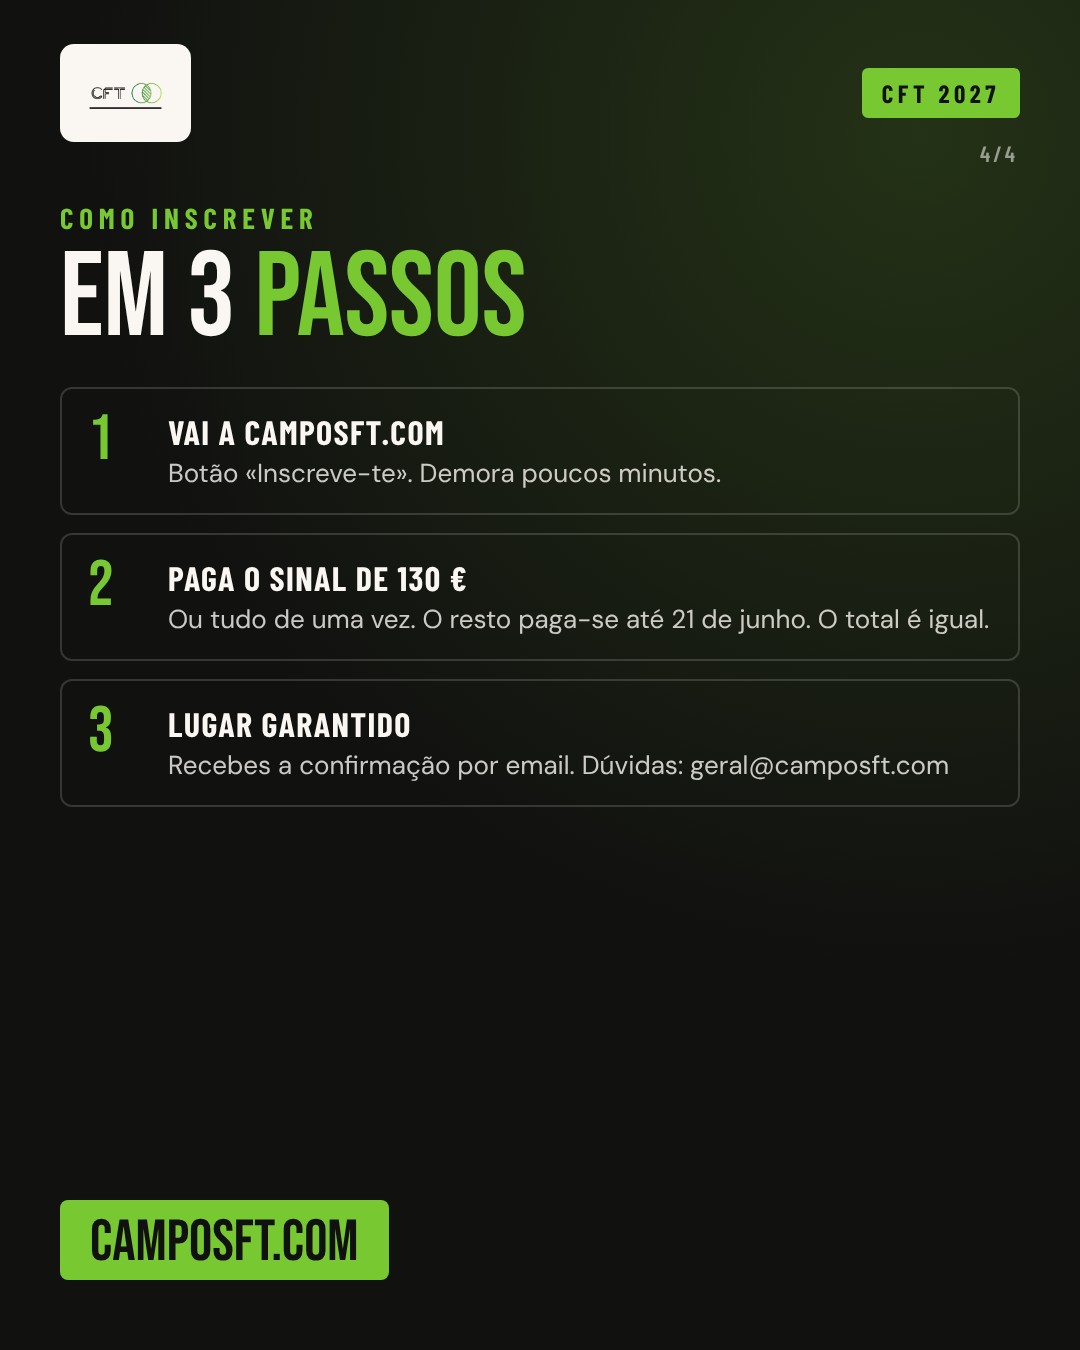 CFT
CFT 2027
4/4
COMO INSCREVER
EM 3 PASSOS
1
VAI A CAMPOSFT.COM
Botão «Inscreve-te». Demora poucos minutos.
2
PAGA O SINAL DE 130 €
Ou tudo de uma vez. O resto paga-se até 21 de junho. O total é igual.
3
LUGAR GARANTIDO
Recebes a confirmação por email. Dúvidas: geral@camposft.com
CAMPOSFT.COM